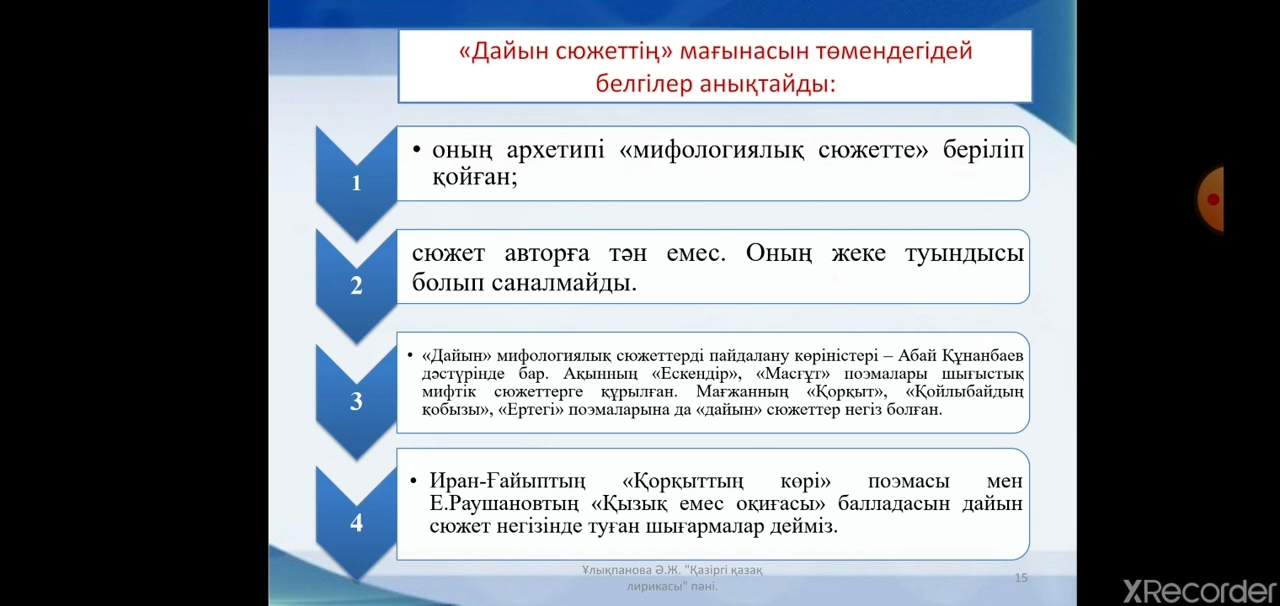 «Дайын сюжеттің» мағынасын төмендегідей
белгілер анықтайды:
1
• оның архетипі «мифологиялық сюжетте» беріліп
қойған;
2
сюжет авторға тән емес. Оның жеке туындысы
болып саналмайды.
3
• «Дайын» мифологиялық сюжеттерді пайдалану көріністері – Абай Құнанбаев
дәстүрінде бар. Ақынның «Ескендір», «Масғұт» поэмалары шығыстық
мифтік сюжеттерге құрылған. Мағжанның «Қорқыт», «Қойлыбайдың
қобызы», «Ертегі» поэмаларына да «дайын» сюжеттер негіз болған.
4
• Иран-Ғайыптың «Қорқыттың көрі» поэмасы мен
Е.Раушановтың «Қызық емес оқиғасы» балладасын дайын
сюжет негізінде туған шығармалар дейміз.
Ұлықпанова Ә.Ж. "Қазіргі қазақ
лирикасы" пәні.
15
XRecorder